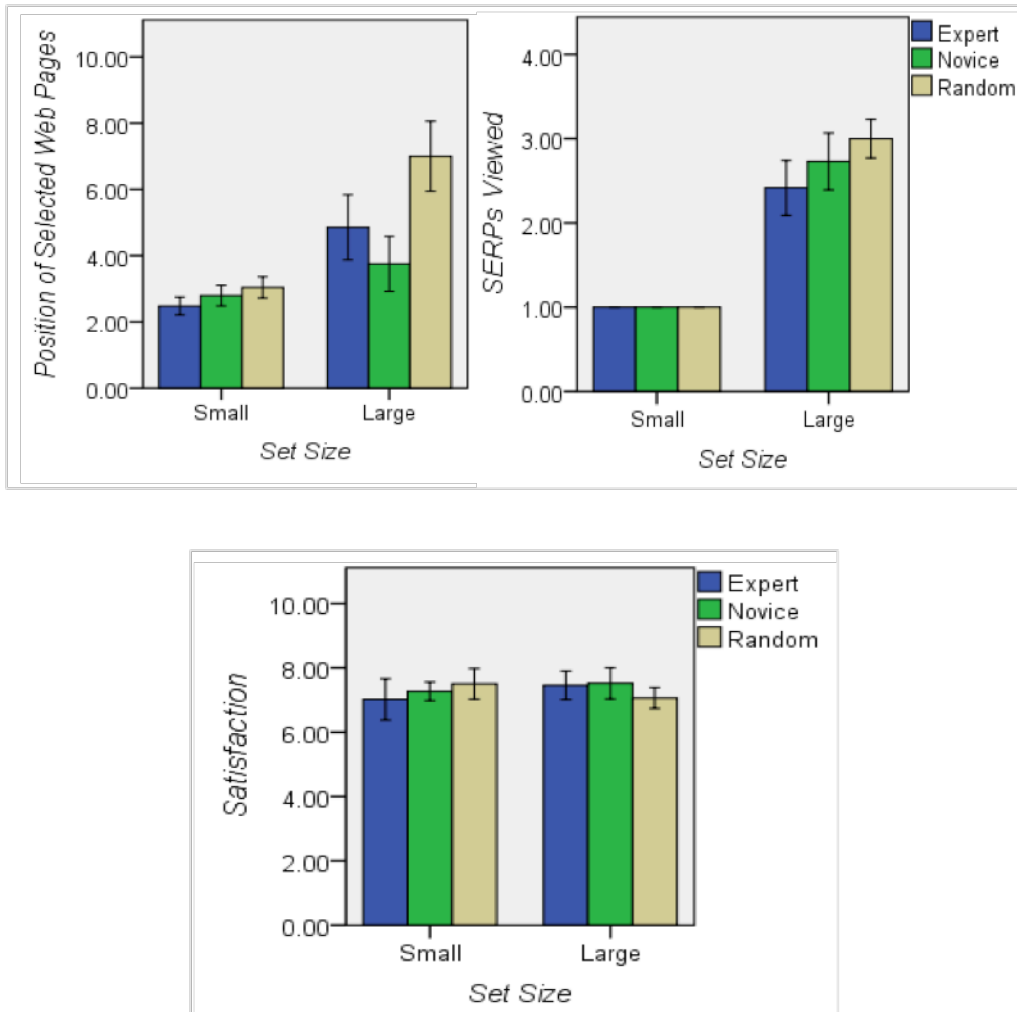 Position of Selected Web Pages
10.00
8.00
6.00
4.00
2.00
0.00
Small
Large
Set Size
SERPs Viewed
4.00
3.00
2.00
1.00
0.00
Small
Large
Set Size
Expert
Novice
Random
Satisfaction
10.00
8.00
6.00
4.00
2.00
0.00
Small
Large
Set Size
Expert
Novice
Random